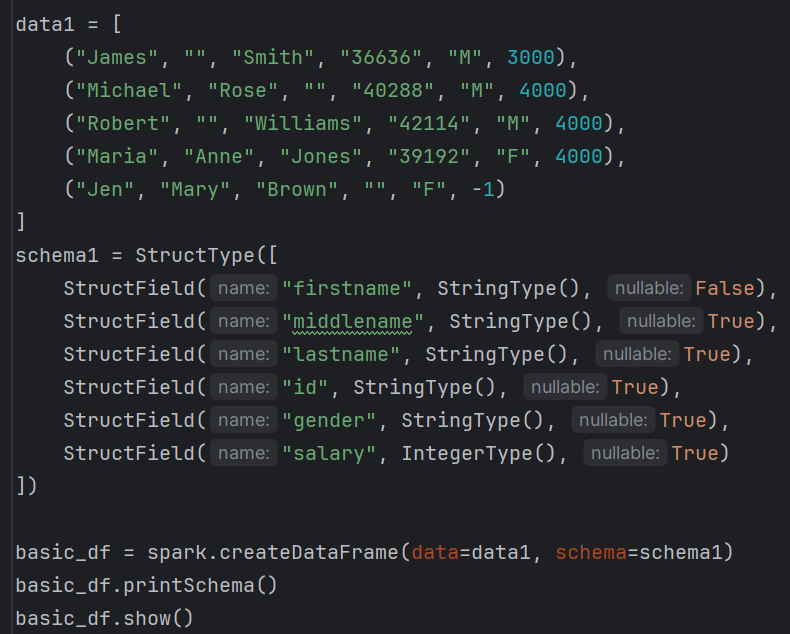 data1 = [
    ("James", "", "Smith", "36636", "M", 3000),
    ("Michael", "Rose", "", "40288", "M", 4000),
    ("Robert", "", "Williams", "42114", "M", 4000),
    ("Maria", "Anne", "Jones", "39192", "F", 4000),
    ("Jen", "Mary", "Brown", "", "F", -1)
]
schema1 = StructType([
    StructField( name: "firstname", StringType(), nullable: False),
    StructField( name: "middlename", StringType(), nullable: True),
    StructField( name: "lastname", StringType(), nullable: True),
    StructField( name: "id", StringType(), nullable: True),
    StructField( name: "gender", StringType(), nullable: True),
    StructField( name: "salary", IntegerType(), nullable: True)
])

basic_df = spark.createDataFrame(data=data1, schema=schema1)
basic_df.printSchema()
basic_df.show()